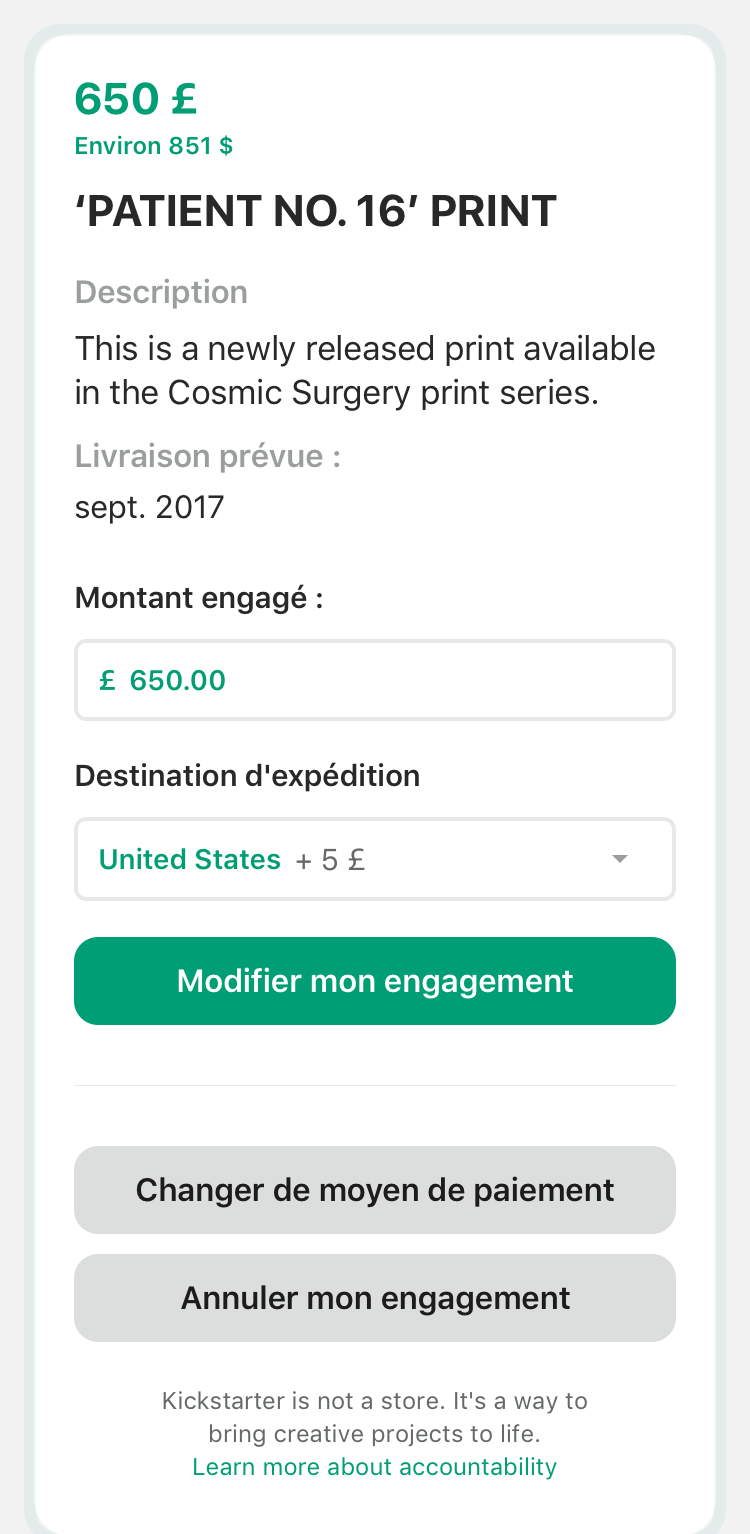 650 £
Environ 851 $
‘PATIENT NO. 16’ PRINT
Description
This is a newly released print available
in the Cosmic Surgery print series.
Livraison prévue :
sept. 2017
Montant engagé :
£ 650.00
Destination d'expédition
United States + 5 £
Modifier mon engagement
Changer de moyen de paiement
Annuler mon engagement
Kickstarter is not a store. It's a way to
bring creative projects to life.
Learn more about accountability